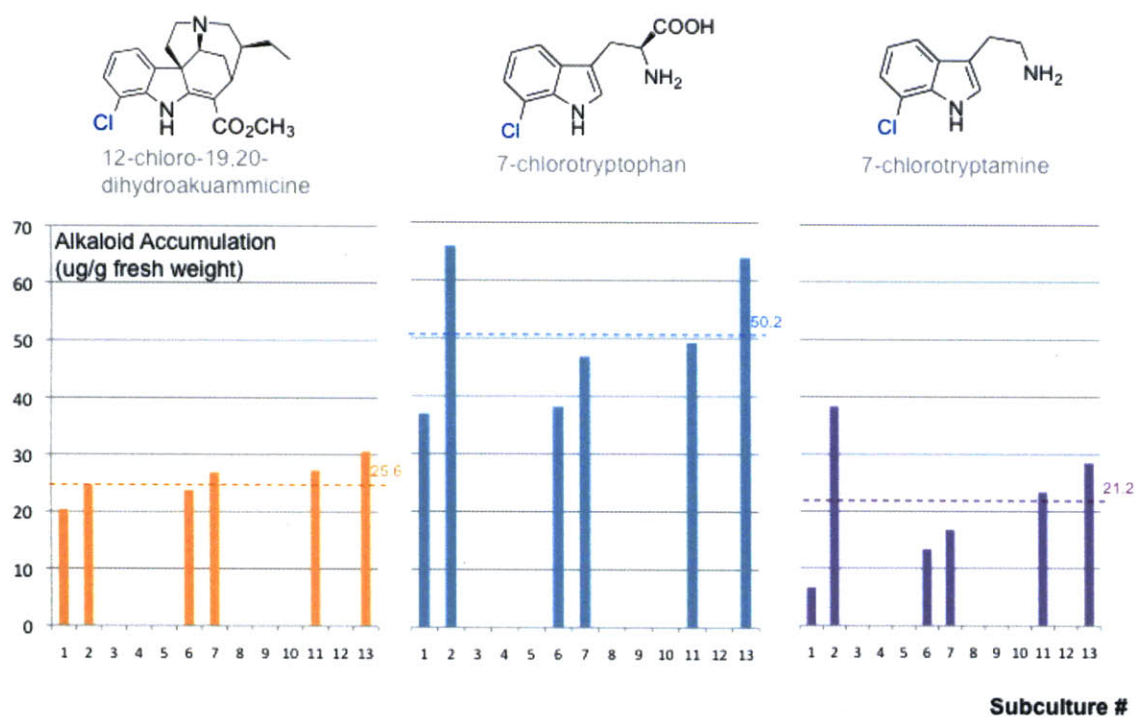 N
Cl
N
H
CO₂CH₃
12-chloro-19.20-
dihydroakuammicine
COOH
NH₂
Cl
N
H
7-chlorotryptophan
NH₂
Cl
N
H
7-chlorotryptamine
Alkaloid Accumulation
(ug/g fresh weight)
70
60
50
40
30
20
10
0
25.6
50.2
21.2
1 2 3 4 5 6 7 8 9 10 11 12 13
1 2 3 4 5 6 7 8 9 10 11 12 13
1 2 3 4 5 6 7 8 9 10 11 12 13
Subculture #